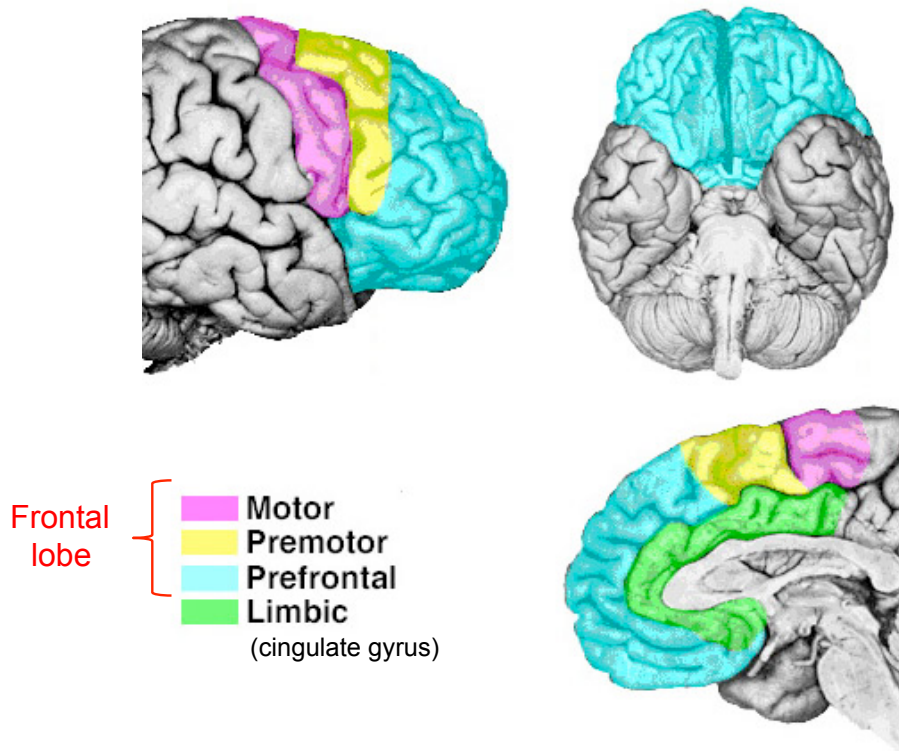 Frontal
lobe
Motor
Premotor
Prefrontal
Limbic
(cingulate gyrus)